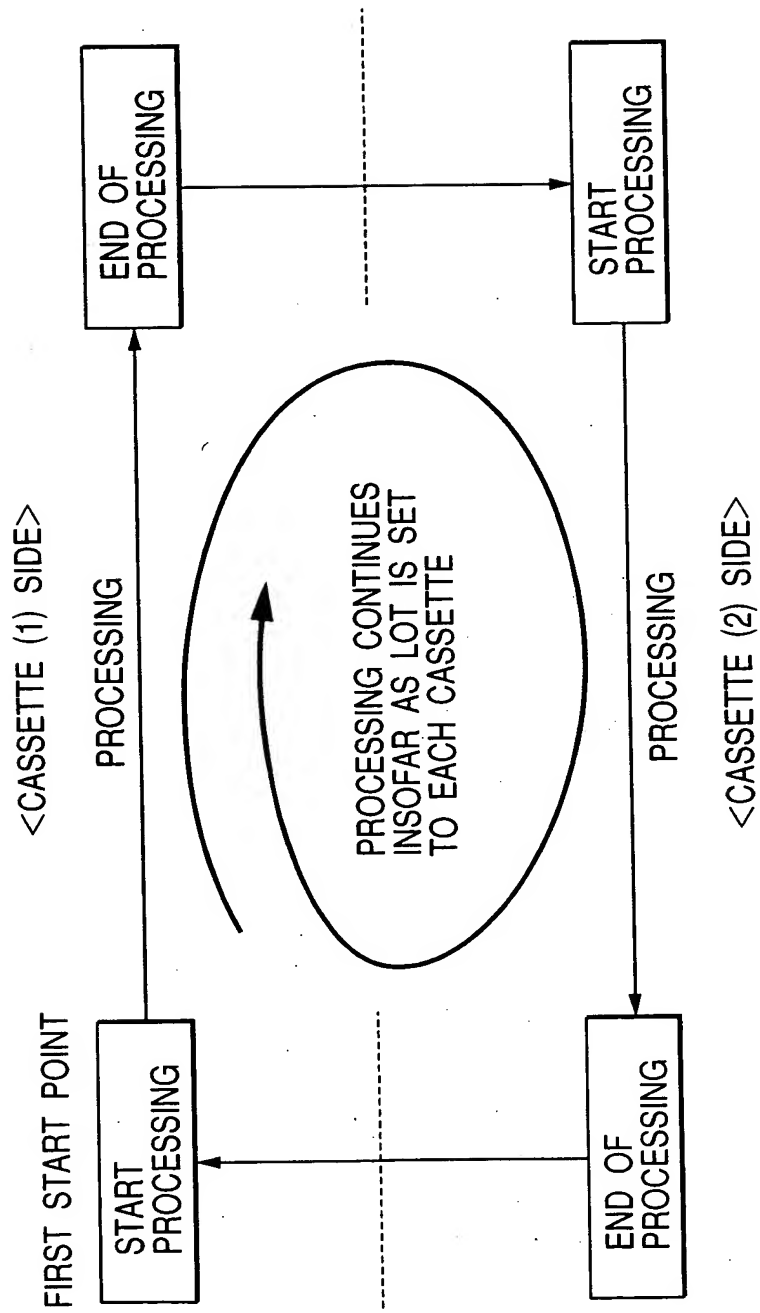 <CASSETTE (1) SIDE>
FIRST START POINT
START
PROCESSING
PROCESSING
END OF
PROCESSING
PROCESSING CONTINUES
INSOFAR AS LOT IS SET
TO EACH CASSETTE
END OF
PROCESSING
PROCESSING
START
PROCESSING
<CASSETTE (2) SIDE>